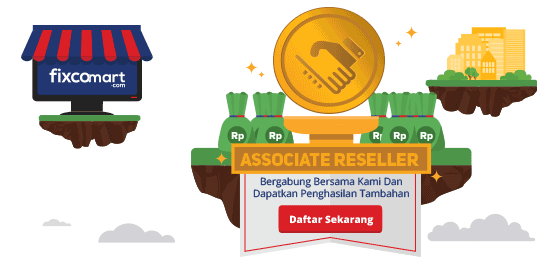 fixcomart
.com
Rp
Rp
Rp
Rp
Rp
ASSOCIATE RESELLER
Bergabung Bersama Kami Dan
Dapatkan Penghasilan Tambahan
Daftar Sekarang